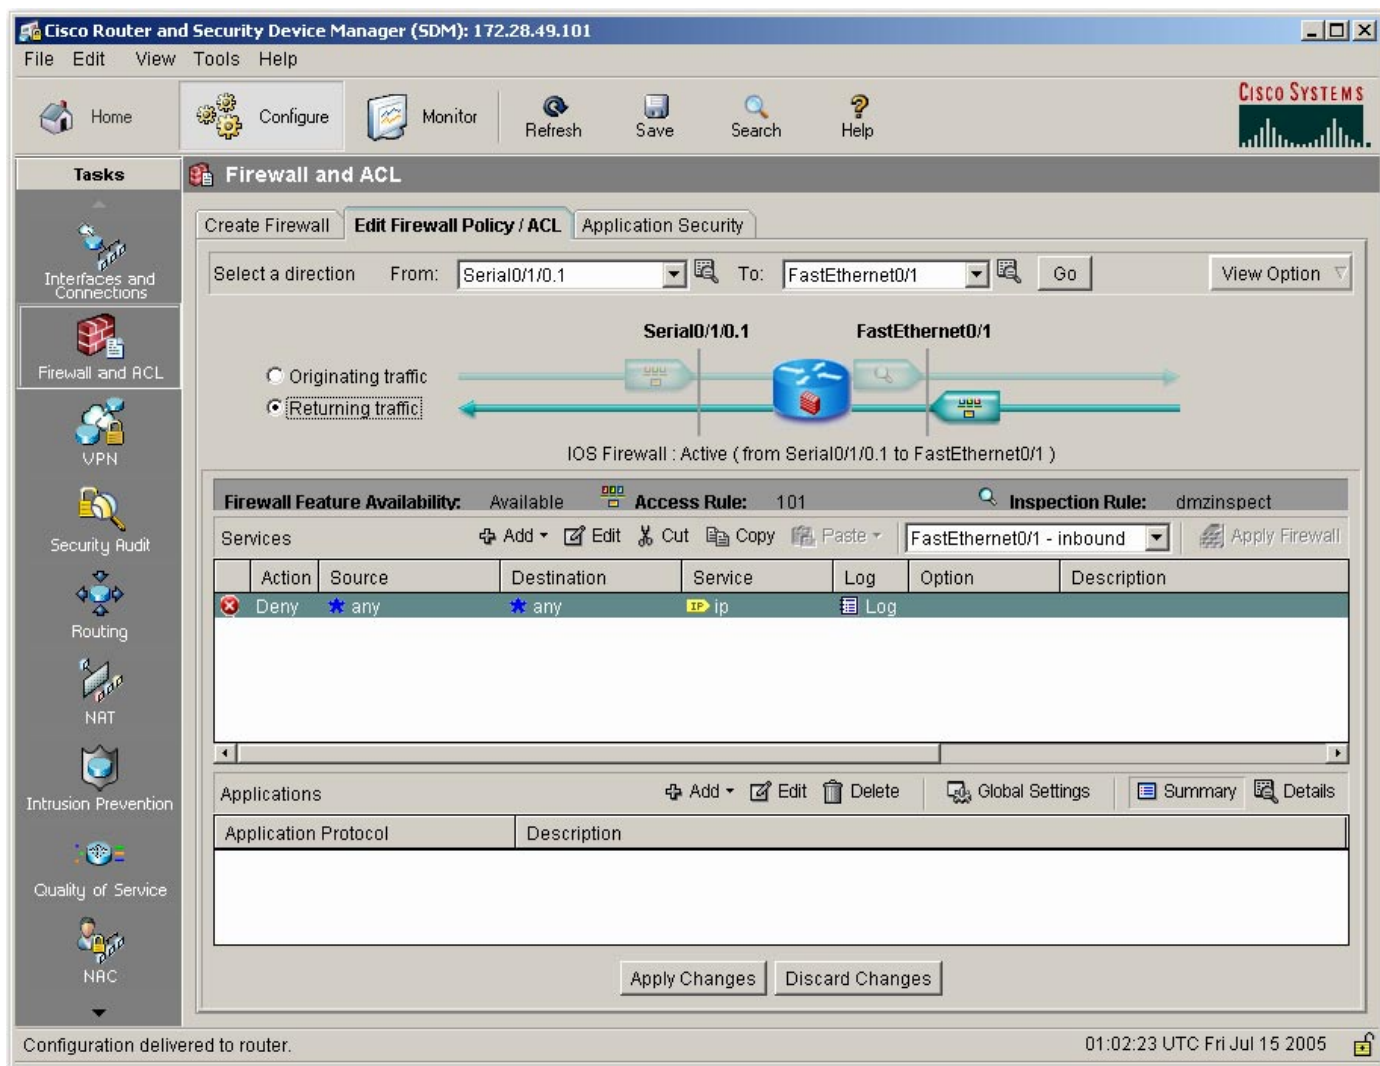 Cisco Router and Security Device Manager (SDM): 172.28.49.101
File Edit View Tools Help
Home Configure Monitor Refresh Save Search Help
CISCO SYSTEMS
Tasks
Firewall and ACL
Create Firewall Edit Firewall Policy / ACL Application Security
Interfaces and Connections
Select a direction From: Serial0/1/0.1 To: FastEthernet0/1 Go View Option
Firewall and ACL
Serial0/1/0.1 FastEthernet0/1
Originating traffic
Returning traffic
IOS Firewall : Active ( from Serial0/1/0.1 to FastEthernet0/1 )
VPN
Firewall Feature Availability: Available Access Rule: 101 Inspection Rule: dmzinspect
Security Audit
Services Add Edit Cut Copy Paste FastEthernet0/1 - inbound Apply Firewall
Action Source Destination Service Log Option Description
Deny any any IP ip Log
Routing
NAT
Intrusion Prevention
Applications Add Edit Delete Global Settings Summary Details
Application Protocol Description
Quality of Service
NAC
Apply Changes Discard Changes
Configuration delivered to router. 01:02:23 UTC Fri Jul 15 2005